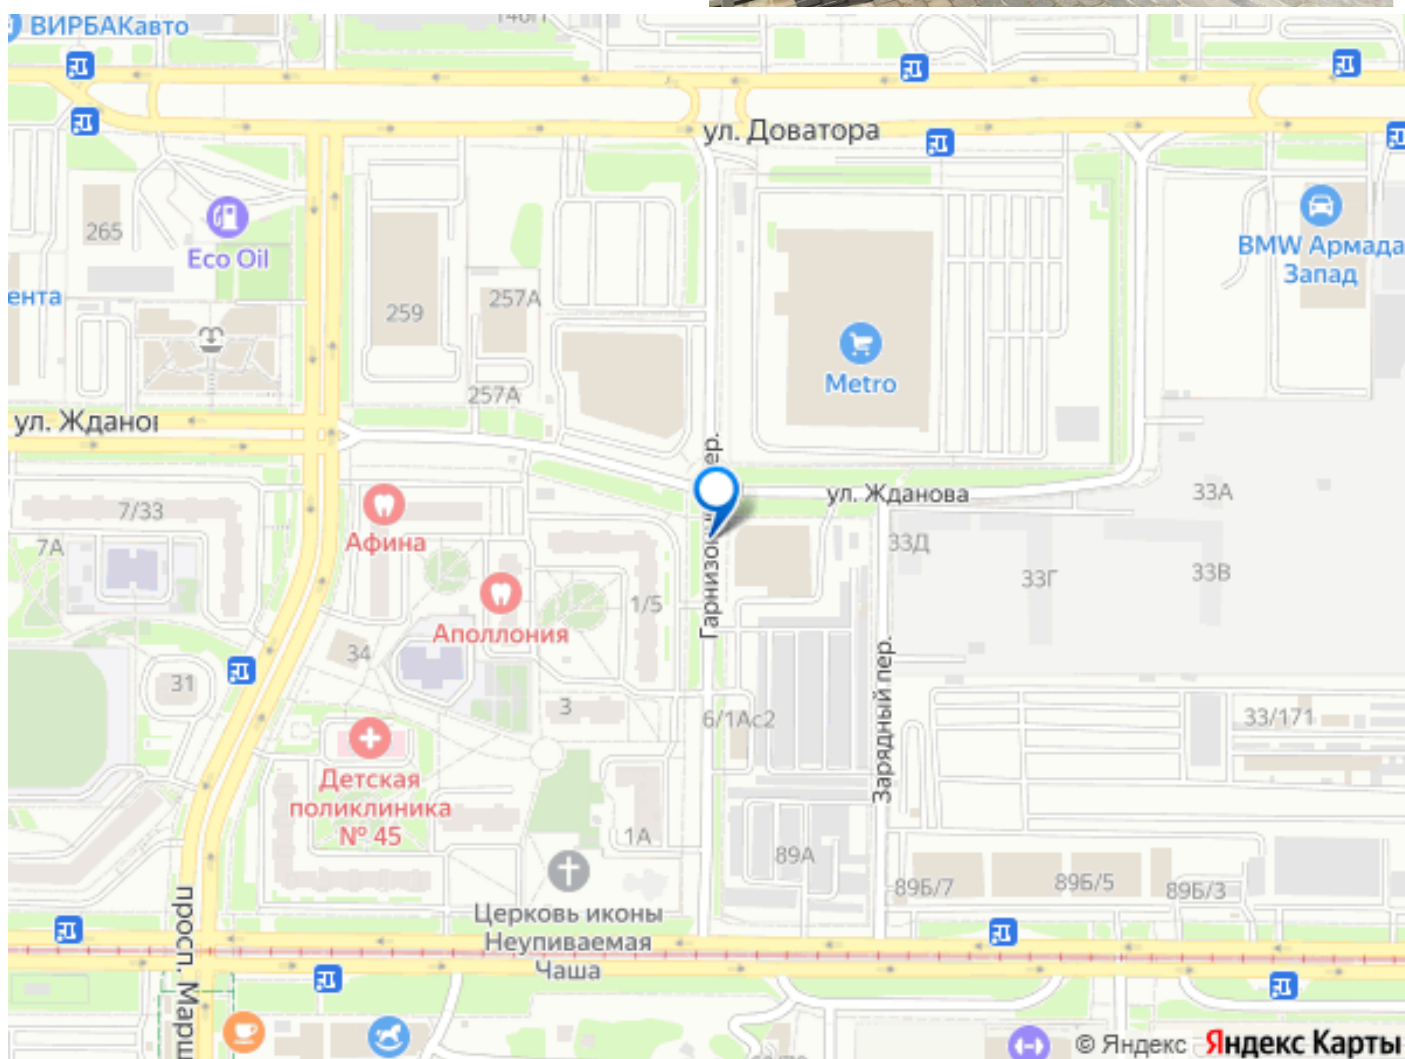 ВИРБАКавто
146П
ул. Доватора
265
Eco Oil
ента
259
257А
257А
BMW Армада
Запад
Metro
ул. Жданов
ул. Жданова
7/33
7А
Афина
Аполлония
1/5
Гарнизонный пер.
33А
33Д
33Г
33В
34
31
3
6/1Ас2
Зарядный пер.
33/171
Детская
поликлиника
№ 45
1А
89А
89Б/7
89Б/5
89Б/3
Церковь иконы
Неупиваемая
Чаша
просп. Марш
© Яндекс
Яндекс Карты